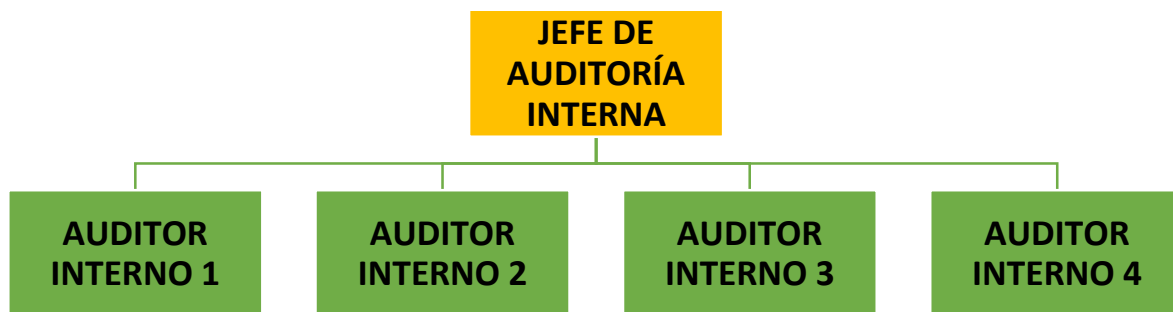 JEFE DE
AUDITORÍA
INTERNA
AUDITOR
INTERNO 1
AUDITOR
INTERNO 2
AUDITOR
INTERNO 3
AUDITOR
INTERNO 4